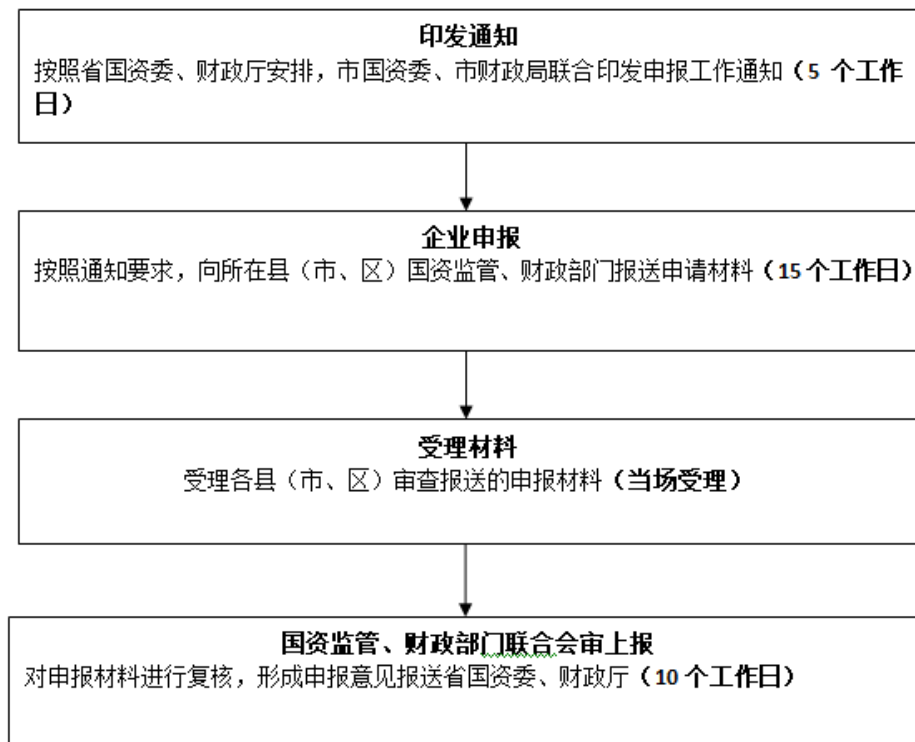 印发通知
按照省国资委、财政厅安排，市国资委、市财政局联合印发申报工作通知（5 个工作
日）
企业申报
按照通知要求，向所在县（市、区）国资监管、财政部门报送申请材料（15 个工作日）
受理材料
受理各县（市、区）审查报送的申报材料（当场受理）
国资监管、财政部门联合会审上报
对申报材料进行复核，形成申报意见报送省国资委、财政厅（10 个工作日）